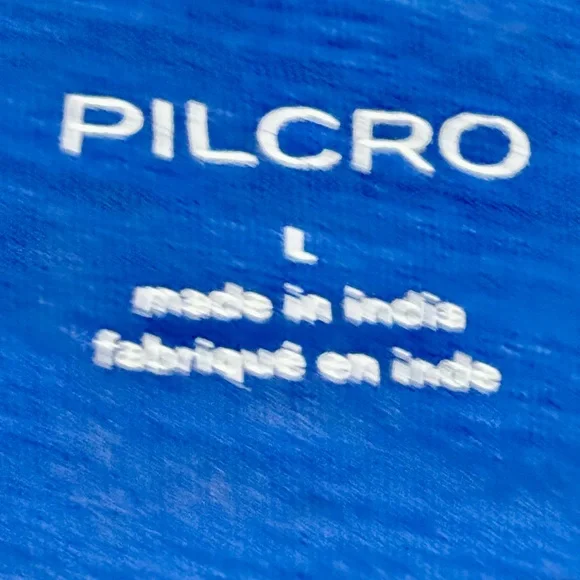 PILCRO
L
made in india
fabriqué en inde